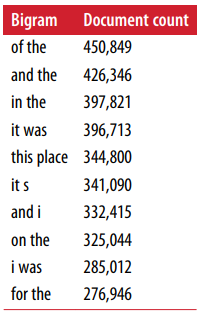 Bigram Document count
of the 450,849
and the 426,346
in the 397,821
it was 396,713
this place 344,800
it s 341,090
and i 332,415
on the 325,044
i was 285,012
for the 276,946